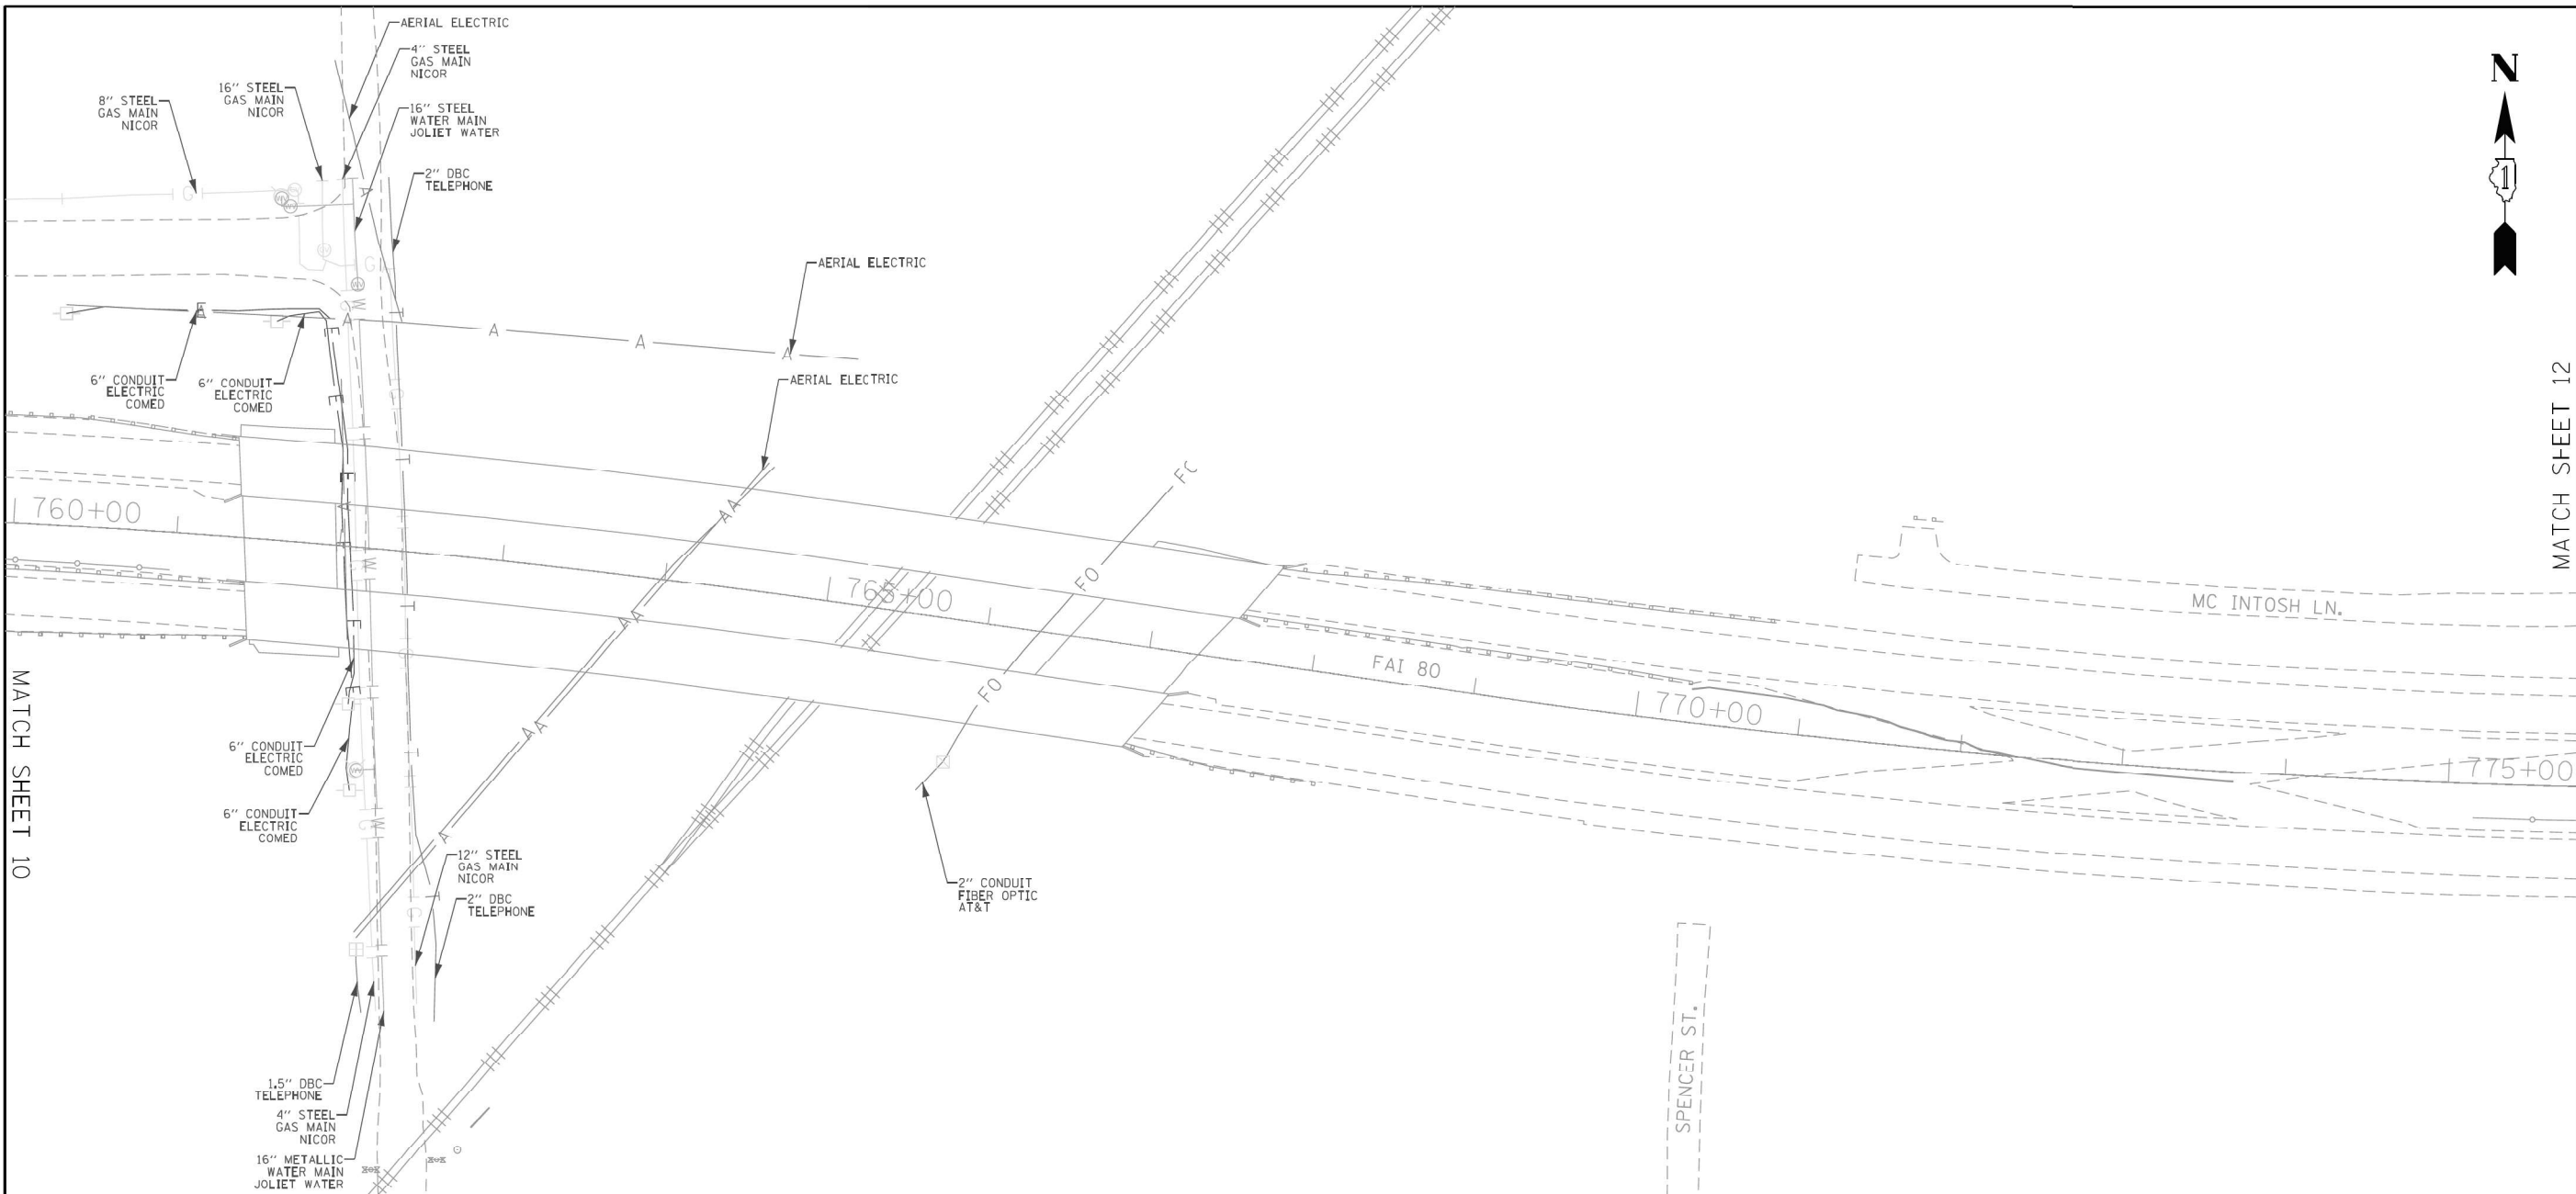 AERIAL ELECTRIC
4" STEEL
GAS MAIN
NICOR
16" STEEL
GAS MAIN
NICOR
8" STEEL
GAS MAIN
NICOR
16" STEEL
WATER MAIN
JOLIET WATER
2" DBC
TELEPHONE
N
1
G
A
G
W
G
T
E
A
A
A
A
AERIAL ELECTRIC
AERIAL ELECTRIC
6" CONDUIT
ELECTRIC
COMED
6" CONDUIT
ELECTRIC
COMED
E
E
T
E
A
AA
FO
MATCH SHEET 12
760+00
W
T
AA
765+00
FO
MC INTOSH LN.
E
G
FAI 80
E
FO
AA
770+00
775+00
MATCH SHEET 10
6" CONDUIT
ELECTRIC
COMED
6" CONDUIT
ELECTRIC
COMED
G
W
A
12" STEEL
GAS MAIN
NICOR
2" DBC
TELEPHONE
T
G
2" CONDUIT
FIBER OPTIC
AT&T
SPENCER ST.
1.5" DBC
TELEPHONE
4" STEEL
GAS MAIN
NICOR
16" METALLIC
WATER MAIN
JOLIET WATER